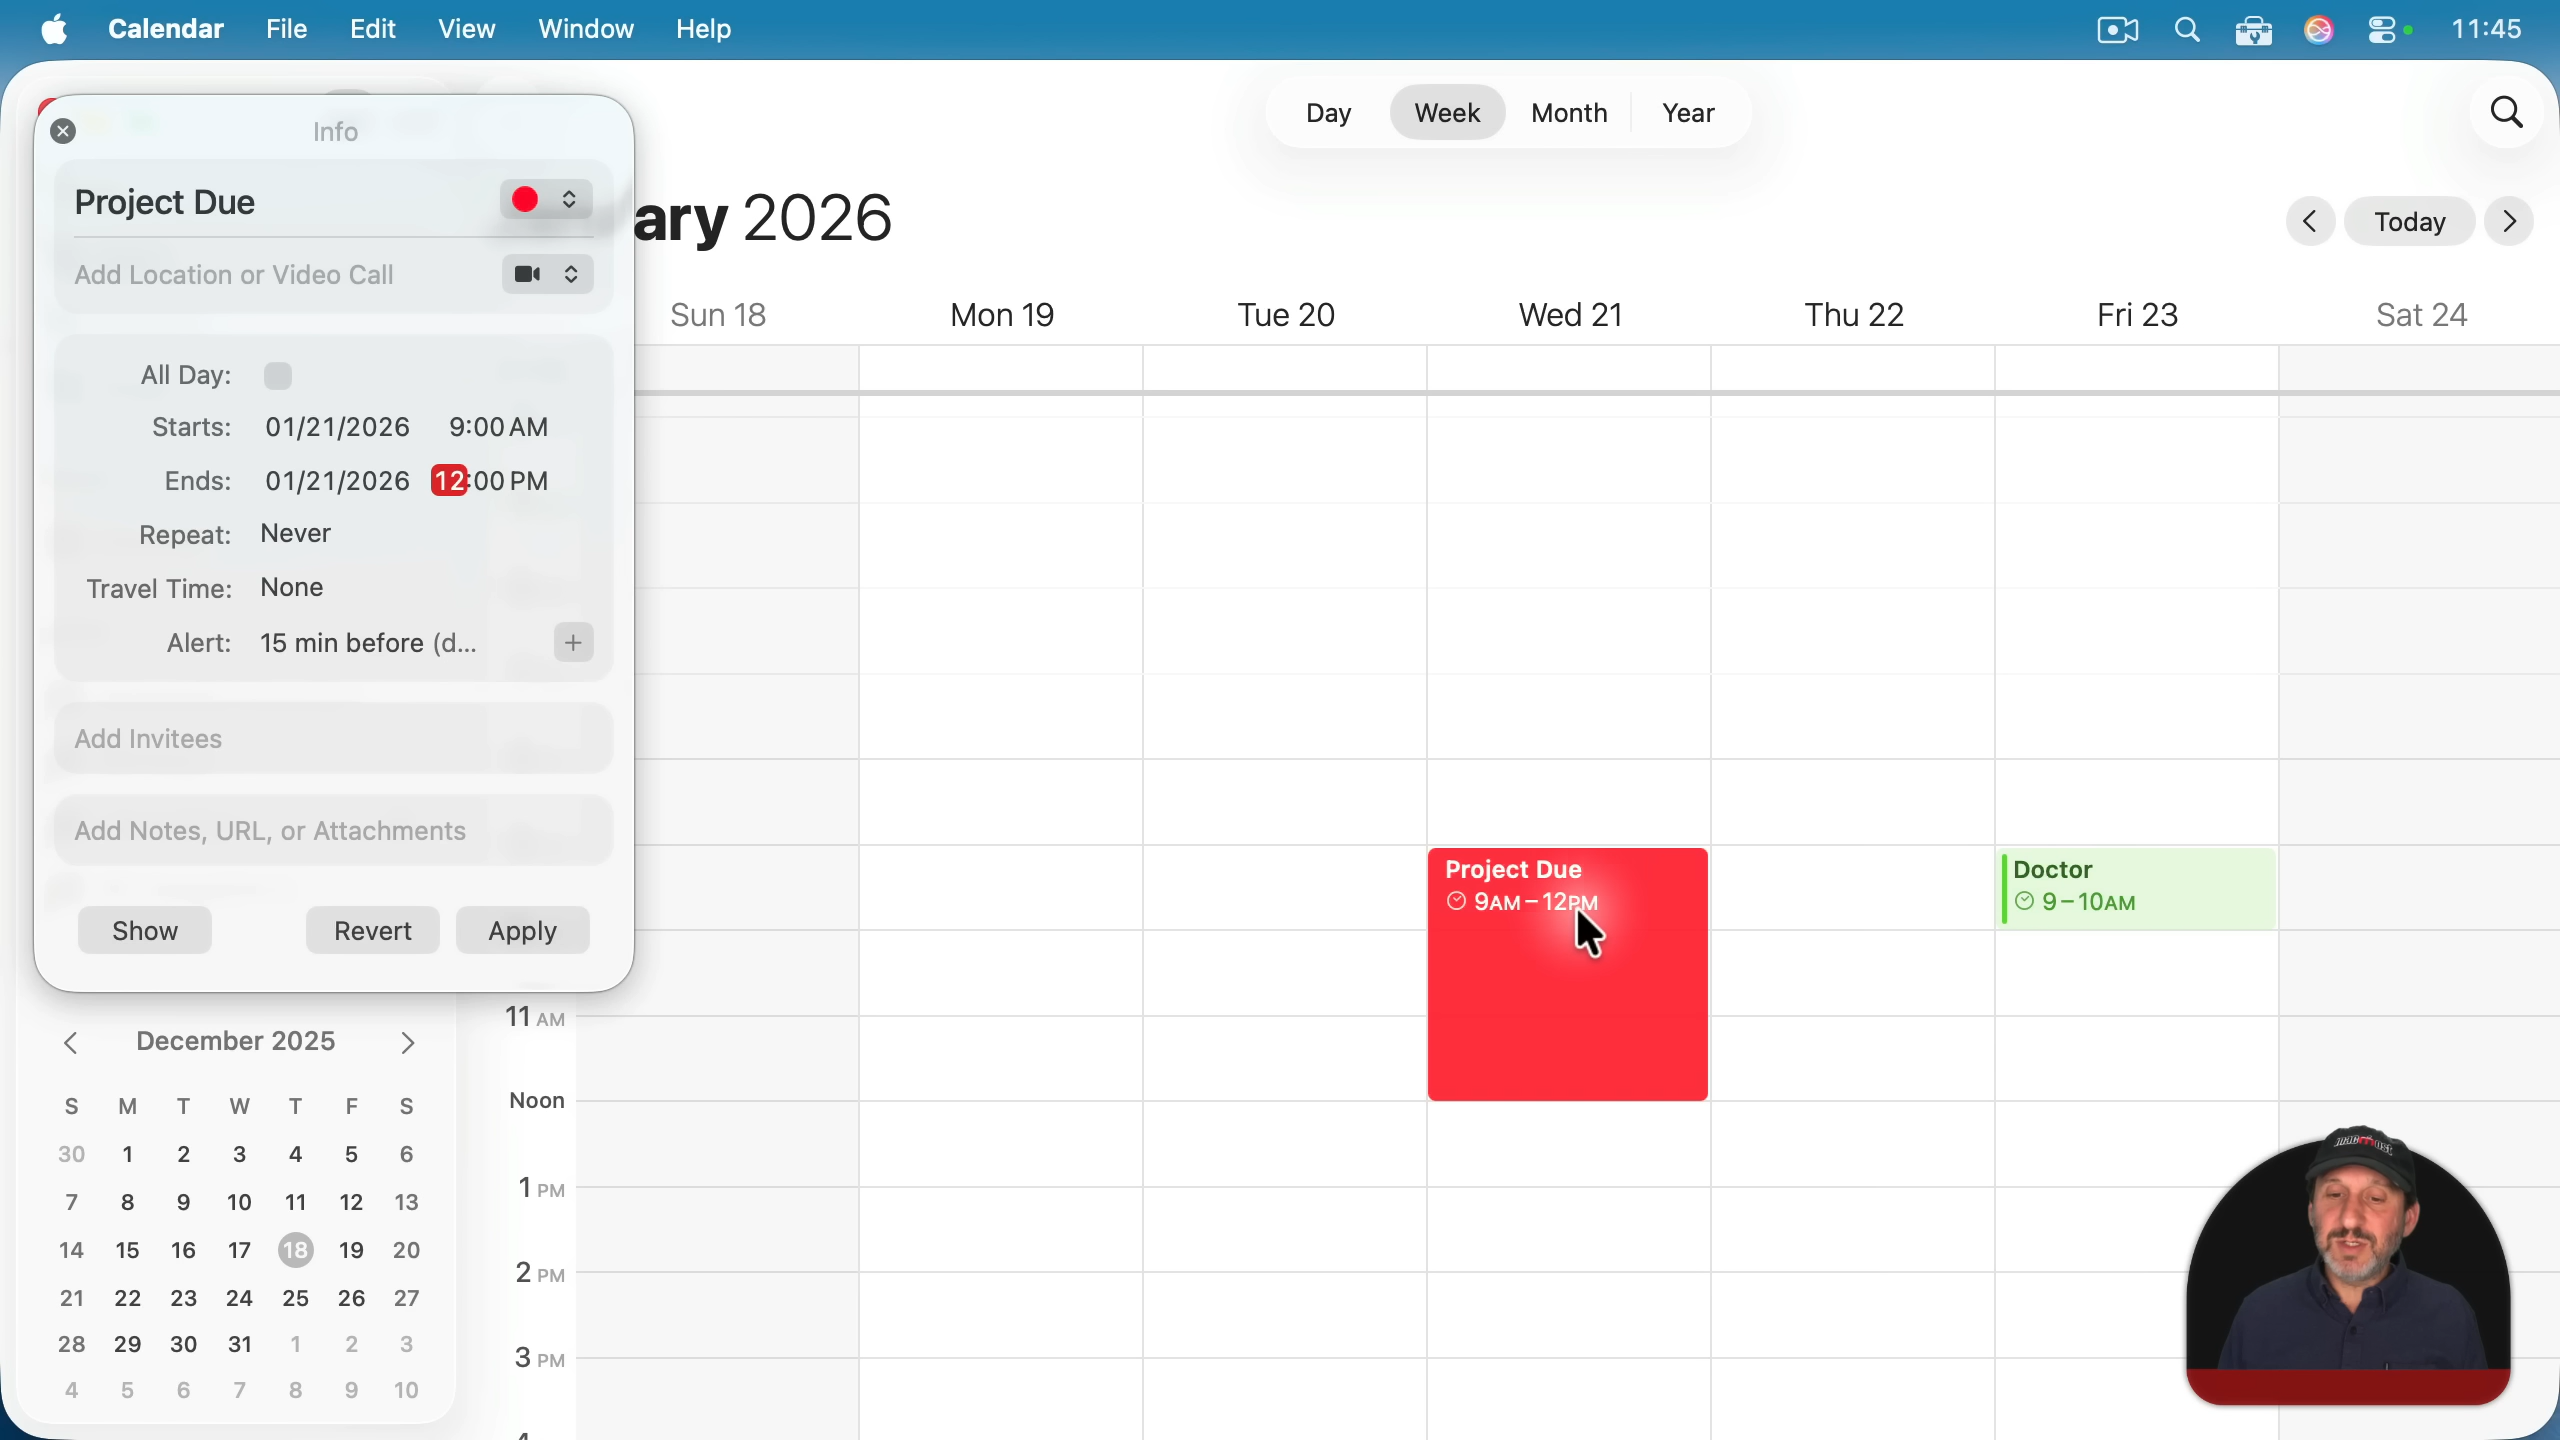 Calendar File Edit View Window Help 11:45
Info
Project Due
Add Location or Video Call
All Day:
Starts: 01/21/2026 9:00 AM
Ends: 01/21/2026 12:00 PM
Repeat: Never
Travel Time: None
Alert: 15 min before (d... +
Add Invitees
Add Notes, URL, or Attachments
Show Revert Apply
December 2025
S M T W T F S
30 1 2 3 4 5 6
7 8 9 10 11 12 13
14 15 16 17 18 19 20
21 22 23 24 25 26 27
28 29 30 31 1 2 3
4 5 6 7 8 9 10
Day Week Month Year
ary 2026
Today
Sun 18 Mon 19 Tue 20 Wed 21 Thu 22 Fri 23 Sat 24
Project Due
9AM – 12PM
Doctor
9 – 10AM
11 AM
Noon
1 PM
2 PM
3 PM